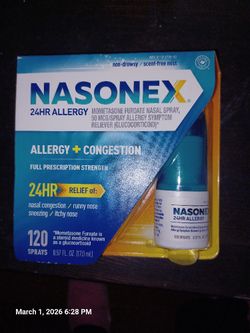 non-drowsy / scent-free mist
NASONEX
24HR ALLERGY
MOMETASONE FUROATE NASAL SPRAY,
50 MCG/SPRAY ALLERGY SYMPTOM
RELIEVER (GLUCOCORTICOID)*
ALLERGY + CONGESTION
FULL PRESCRIPTION STRENGTH
24HR RELIEF of:
nasal congestion / runny nose
sneezing / itchy nose
120
SPRAYS
*Mometasone Furoate is
a steroid medicine known as
a glucocorticoid
0.57 FL OZ (17.0 mL)
NASONEX
24HR ALLERGY
March 1, 2026 6:28 PM